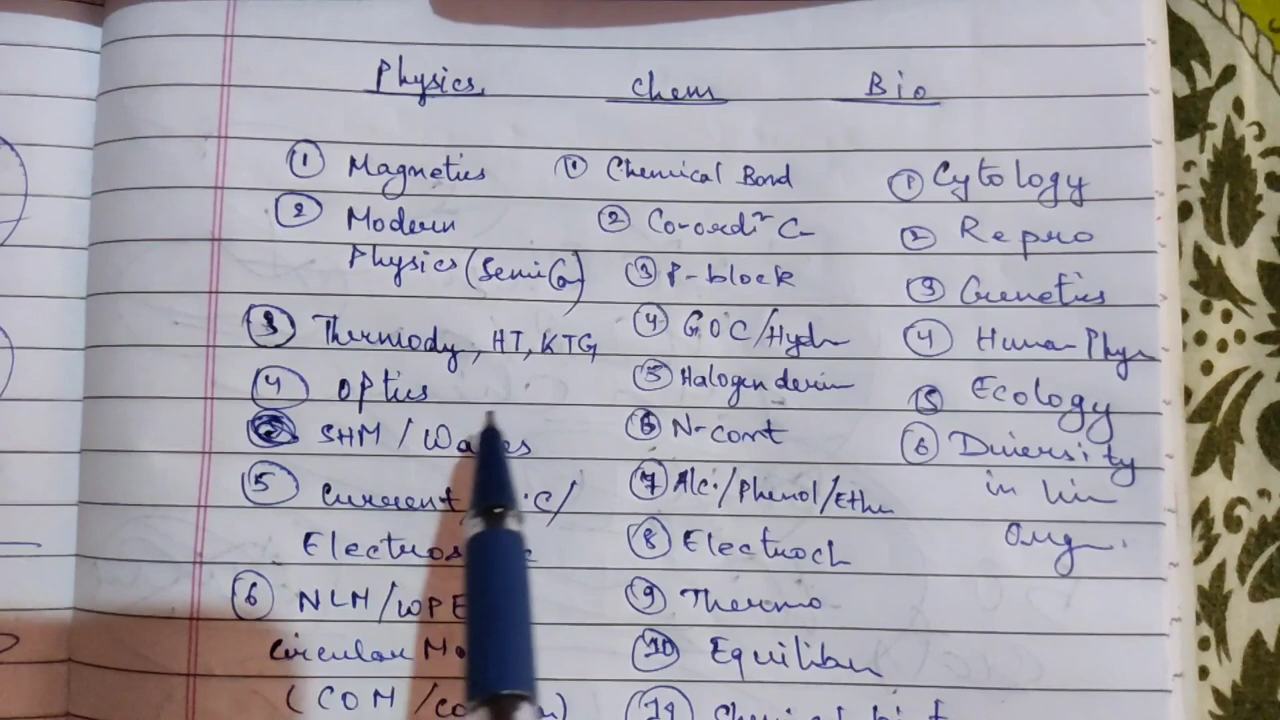 Physics
① Magnetics
② Modern
Physics (Semi
③ Thermody, HT, KTG
④ Optics
SHM / Waves
⑤ Current
Electros
⑥ NLM/WPE
Circular Mo
(COM /
Chem
① Chemical Bond
② Co-ordiⁿ C
③ P-block
④ GOC/Hydr
⑤ Halogen deriv
⑥ N-cont
⑦ Alc./Phenol/Ethr
⑧ Electroch
⑨ Thermo
⑩ Equilibr
⑪
Bio
① Cytology
② Repro
③ Genetics
④ Human Phys
⑤ Ecology
⑥ Diversity
in liv
Org.